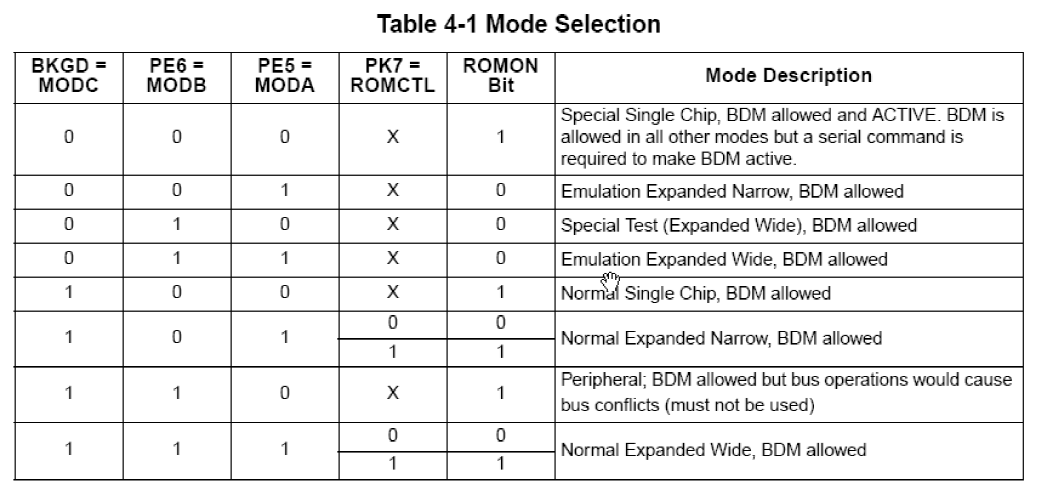 Table 4-1 Mode Selection
BKGD = MODC PE6 = MODB PE5 = MODA PK7 = ROMCTL ROMON Bit Mode Description
0 0 0 X 1 Special Single Chip, BDM allowed and ACTIVE. BDM is
allowed in all other modes but a serial command is
required to make BDM active.
0 0 1 X 0 Emulation Expanded Narrow, BDM allowed
0 1 0 X 0 Special Test (Expanded Wide), BDM allowed
0 1 1 X 0 Emulation Expanded Wide, BDM allowed
1 0 0 X 1 Normal Single Chip, BDM allowed
1 0 1 0 0 Normal Expanded Narrow, BDM allowed
1 1
1 1 0 X 1 Peripheral; BDM allowed but bus operations would cause
bus conflicts (must not be used)
1 1 1 0 0 Normal Expanded Wide, BDM allowed
1 1